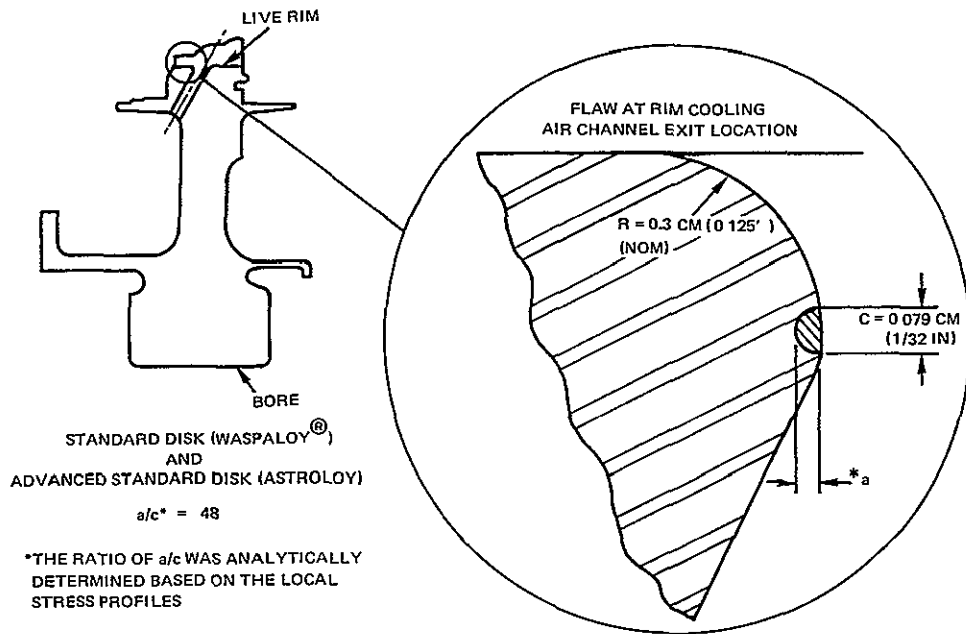 LIVE RIM
FLAW AT RIM COOLING
AIR CHANNEL EXIT LOCATION
R = 0.3 CM (0 125')
(NOM)
C = 0 079 CM
(1/32 IN)
*a
BORE
STANDARD DISK (WASPALOY®)
AND
ADVANCED STANDARD DISK (ASTROLOY)
a/c* = 48
*THE RATIO OF a/c WAS ANALYTICALLY
DETERMINED BASED ON THE LOCAL
STRESS PROFILES